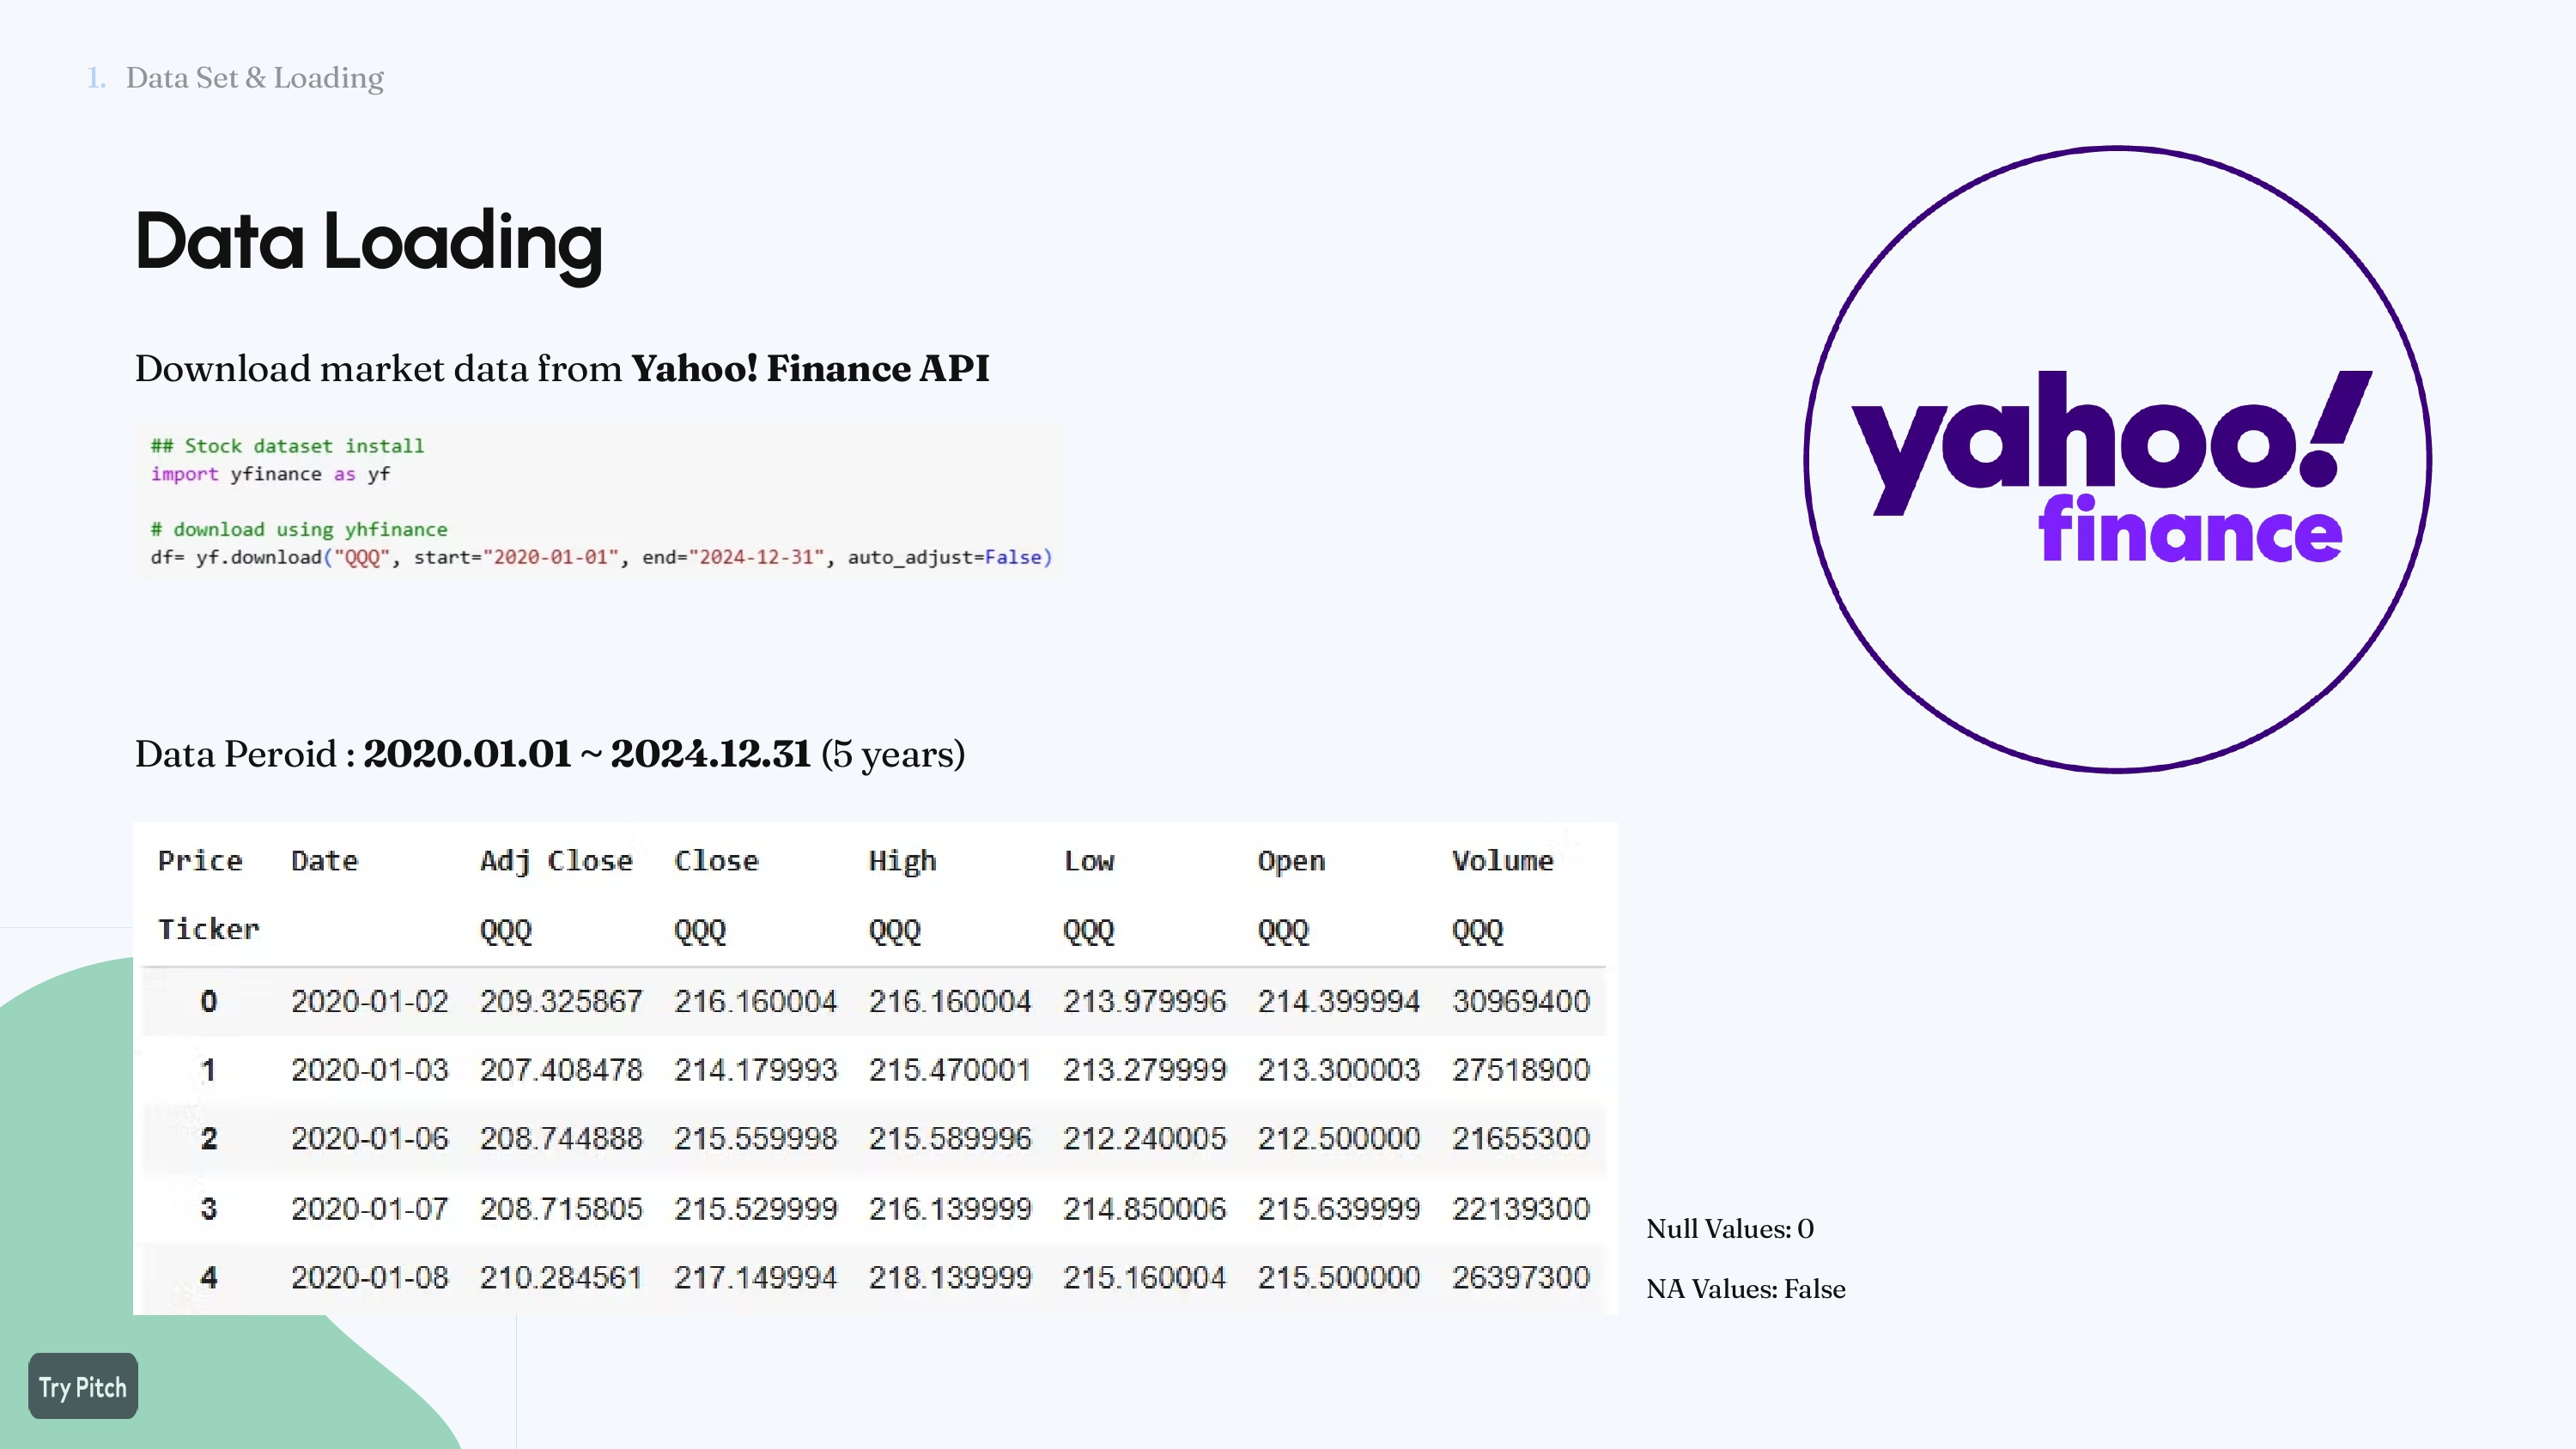 1. Data Set & Loading
Data Loading
Download market data from Yahoo! Finance API
## Stock dataset install
import yfinance as yf
# download using yhfinance
df= yf.download("QQQ", start="2020-01-01", end="2024-12-31", auto_adjust=False)
yahoo!
finance
Data Peroid : 2020.01.01 ~ 2024.12.31 (5 years)
Price Date Adj Close Close High Low Open Volume
Ticker QQQ QQQ QQQ QQQ QQQ QQQ
0 2020-01-02 209.325867 216.160004 216.160004 213.979996 214.399994 30969400
1 2020-01-03 207.408478 214.179993 215.470001 213.279999 213.300003 27518900
2 2020-01-06 208.744888 215.559998 215.589996 212.240005 212.500000 21655300
3 2020-01-07 208.715805 215.529999 216.139999 214.850006 215.639999 22139300
4 2020-01-08 210.284561 217.149994 218.139999 215.160004 215.500000 26397300
Null Values: 0
NA Values: False
Try Pitch